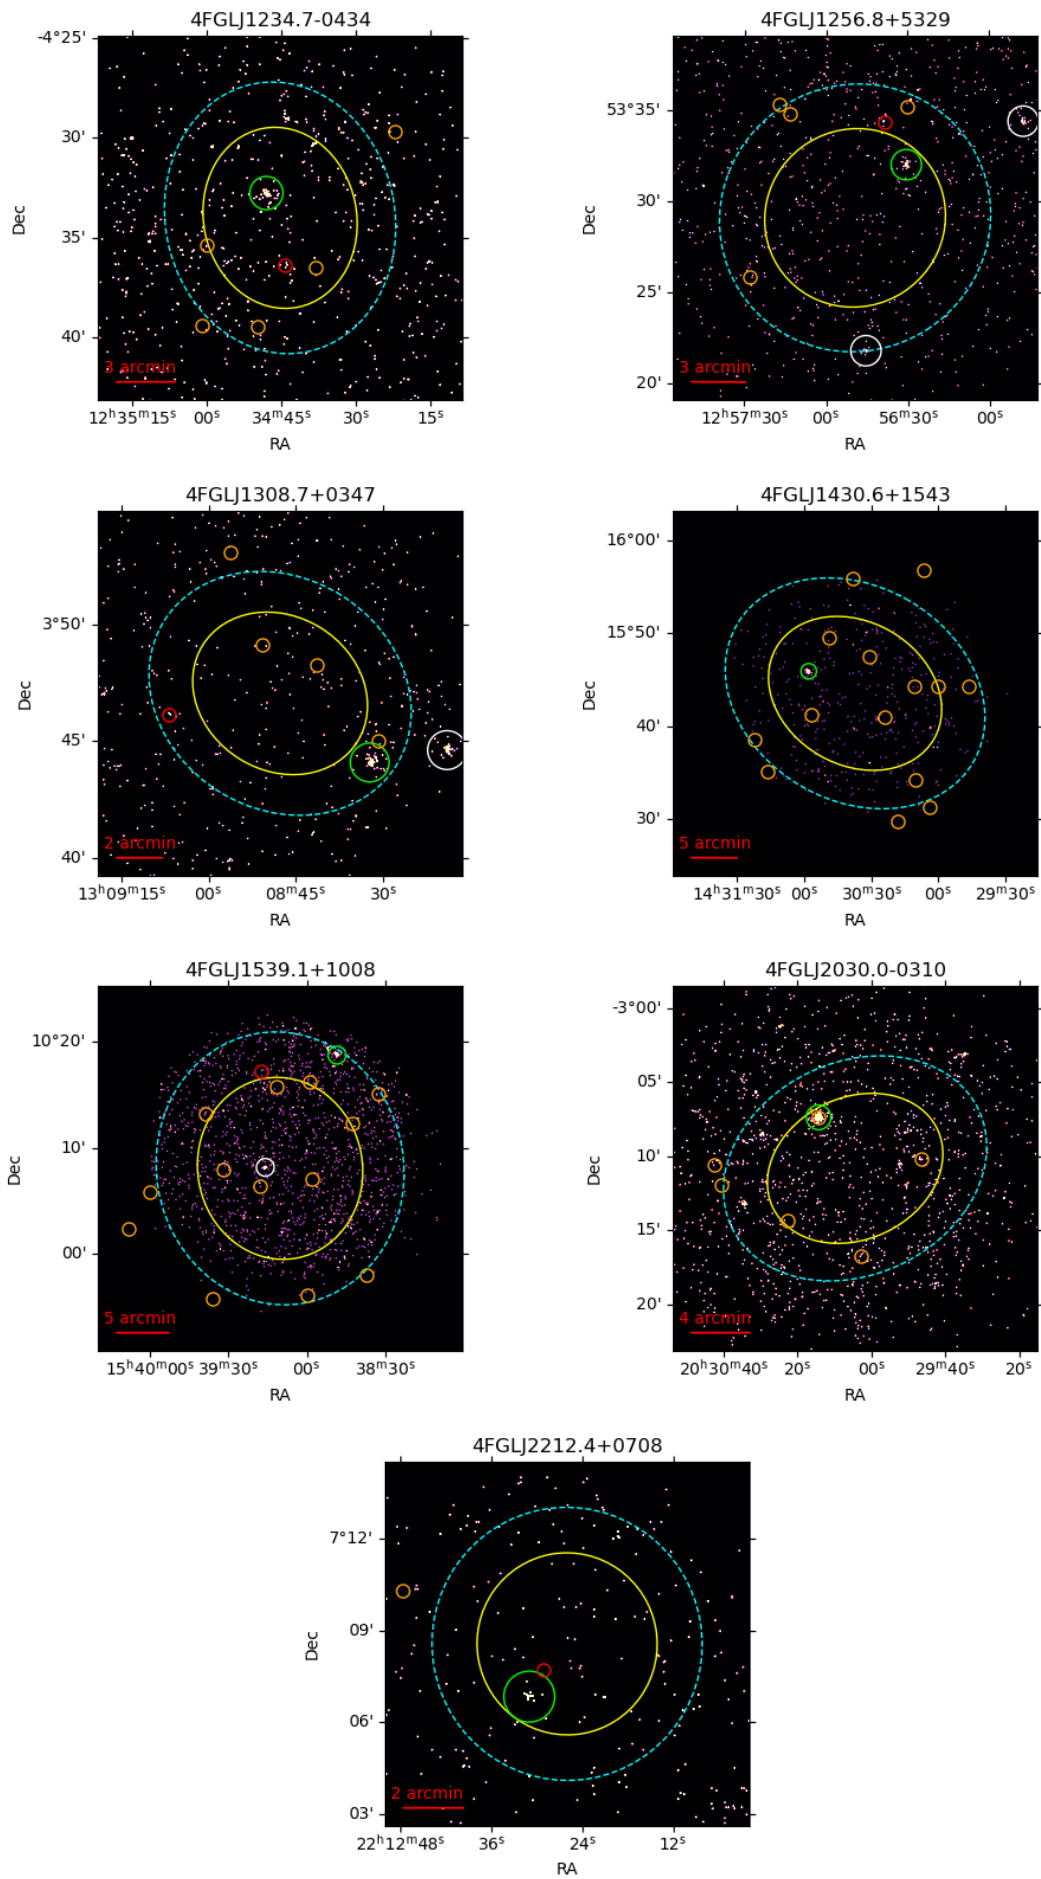 4FGLJ1234.7-0434
-4°25'
30'
35'
40'
Dec
3 arcmin
12ʰ35ᵐ15ˢ 00ˢ 34ᵐ45ˢ 30ˢ 15ˢ
RA
4FGLJ1256.8+5329
53°35'
30'
25'
20'
Dec
3 arcmin
12ʰ57ᵐ30ˢ 00ˢ 56ᵐ30ˢ 00ˢ
RA
4FGLJ1308.7+0347
3°50'
45'
40'
Dec
2 arcmin
13ʰ09ᵐ15ˢ 00ˢ 08ᵐ45ˢ 30ˢ
RA
4FGLJ1430.6+1543
16°00'
15°50'
40'
30'
Dec
5 arcmin
14ʰ31ᵐ30ˢ 00ˢ 30ᵐ30ˢ 00ˢ 29ᵐ30ˢ
RA
4FGLJ1539.1+1008
10°20'
10'
00'
Dec
5 arcmin
15ʰ40ᵐ00ˢ 39ᵐ30ˢ 00ˢ 38ᵐ30ˢ
RA
4FGLJ2030.0-0310
-3°00'
05'
10'
15'
20'
Dec
4 arcmin
20ʰ30ᵐ40ˢ 20ˢ 00ˢ 29ᵐ40ˢ 20ˢ
RA
4FGLJ2212.4+0708
7°12'
09'
06'
03'
Dec
2 arcmin
22ʰ12ᵐ48ˢ 36ˢ 24ˢ 12ˢ
RA